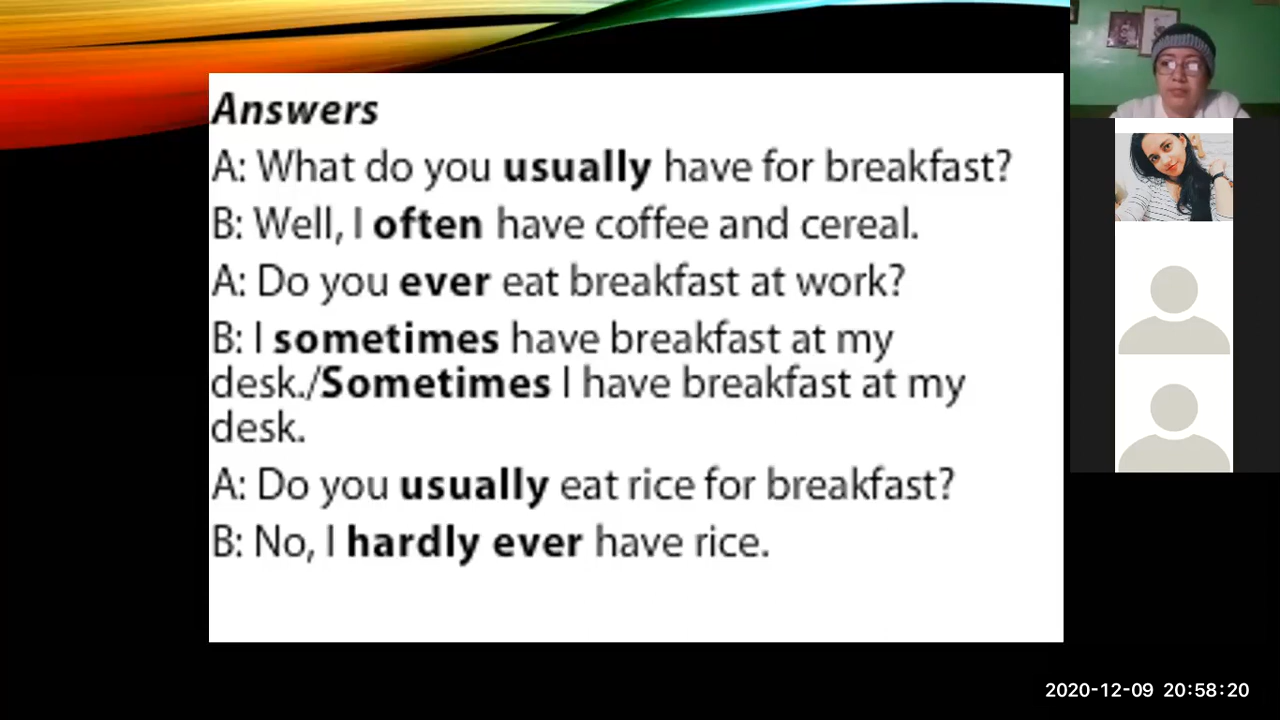 Answers
A: What do you usually have for breakfast?
B: Well, I often have coffee and cereal.
A: Do you ever eat breakfast at work?
B: I sometimes have breakfast at my
desk./Sometimes I have breakfast at my
desk.
A: Do you usually eat rice for breakfast?
B: No, I hardly ever have rice.
2020-12-09 20:58:20